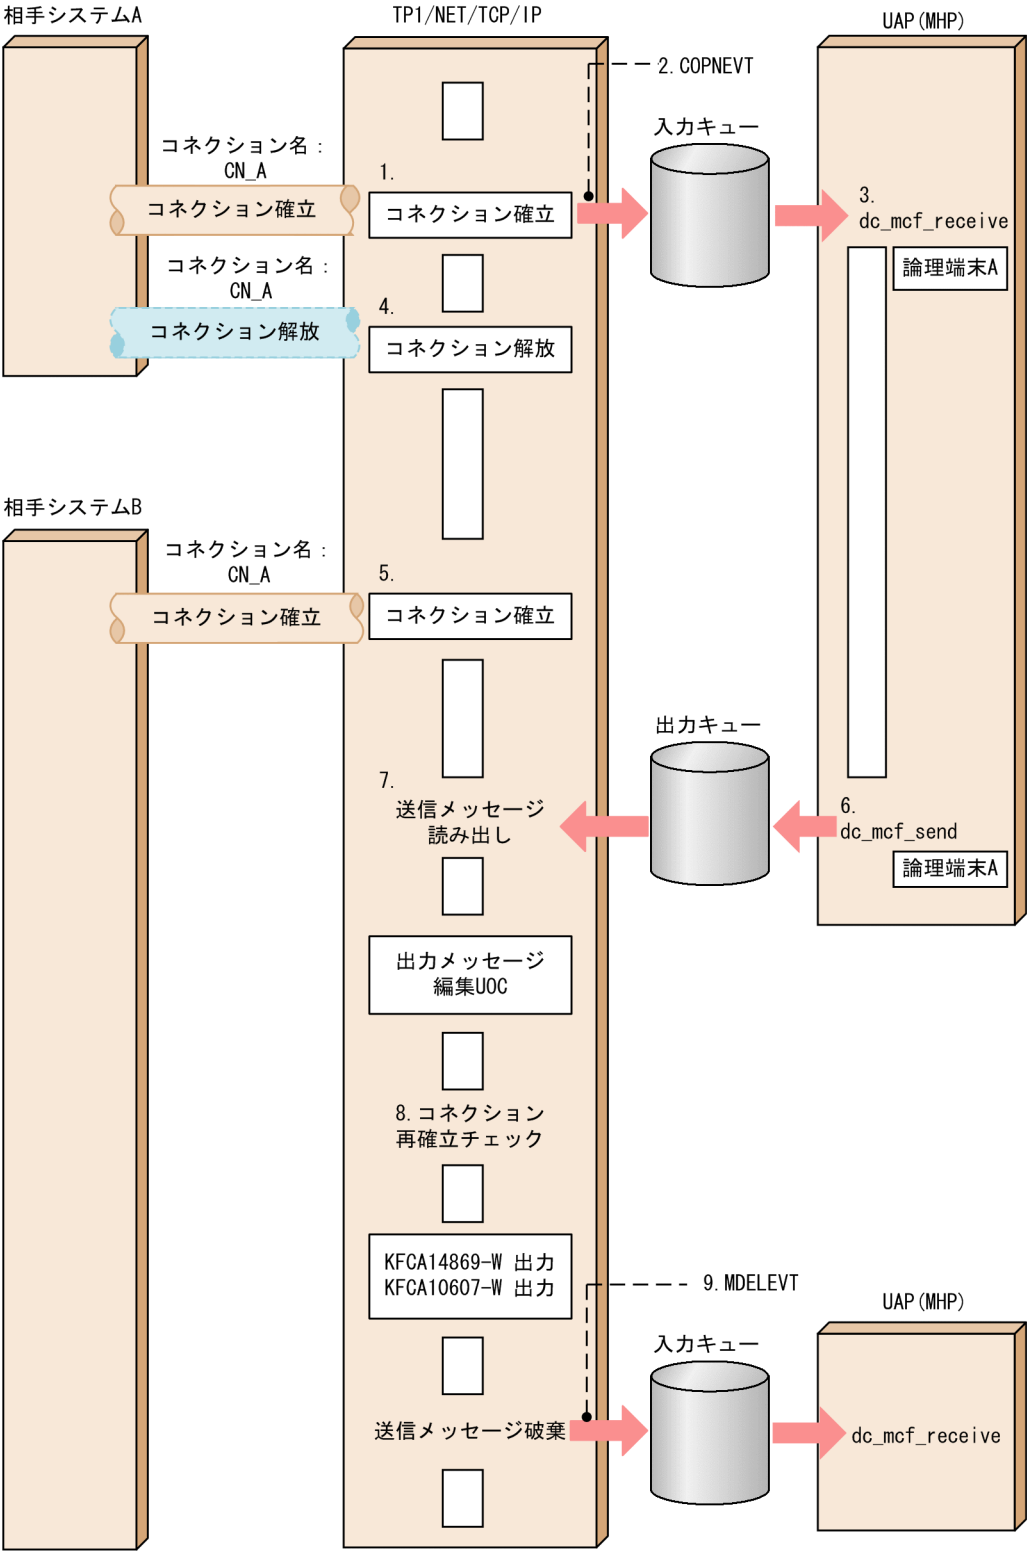 相手システムA
TP1/NET/TCP/IP
UAP(MHP)
2.COPNEVT
入力キュー
コネクション名：
CN_A
1.
コネクション確立
コネクション確立
3.
dc_mcf_receive
論理端末A
コネクション名：
CN_A
4.
コネクション解放
コネクション解放
相手システムB
コネクション名：
CN_A
5.
コネクション確立
コネクション確立
出力キュー
7.
送信メッセージ
読み出し
6.
dc_mcf_send
論理端末A
出力メッセージ
編集UOC
8.コネクション
再確立チェック
KFCA14869-W 出力
KFCA10607-W 出力
9.MDELEVT
UAP(MHP)
入力キュー
送信メッセージ破棄
dc_mcf_receive